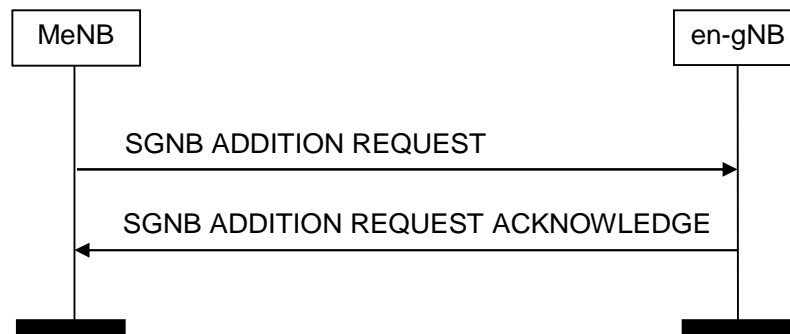 MeNB
en-gNB
SGNB ADDITION REQUEST
SGNB ADDITION REQUEST ACKNOWLEDGE